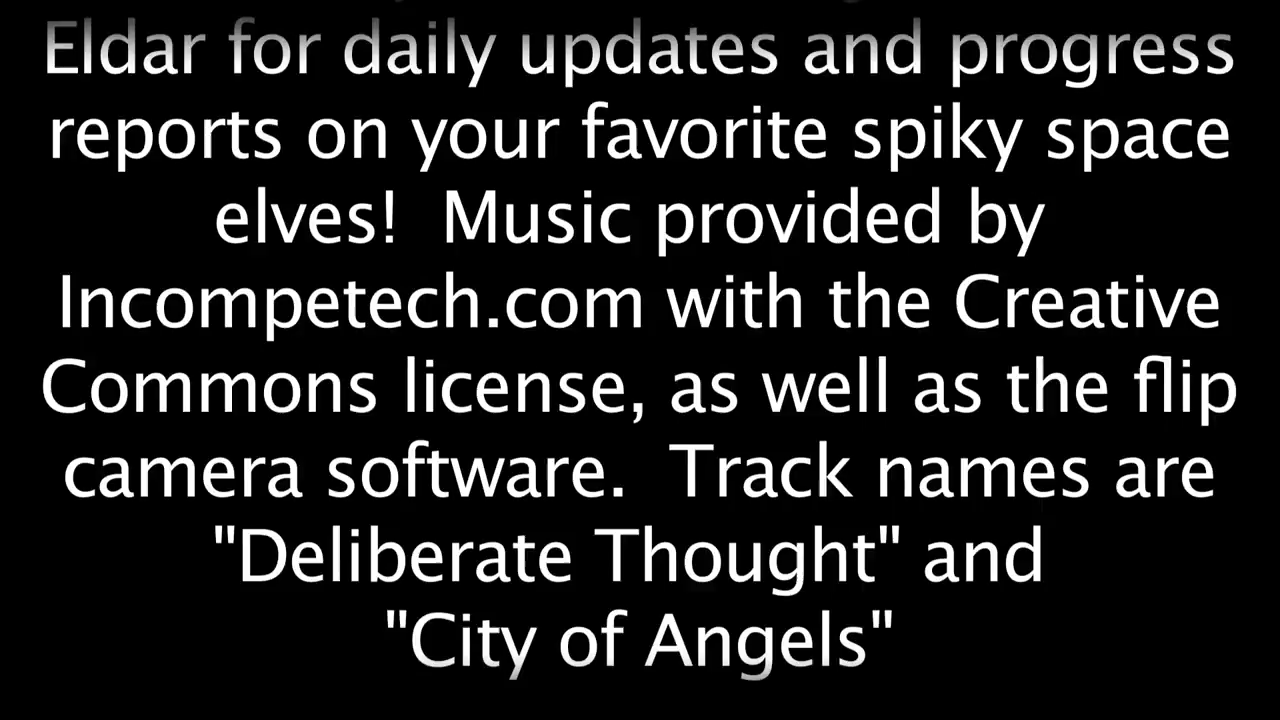 Eldar for daily updates and progress
reports on your favorite spiky space
elves!  Music provided by
Incompetech.com with the Creative
Commons license, as well as the flip
camera software.  Track names are
"Deliberate Thought" and
"City of Angels"